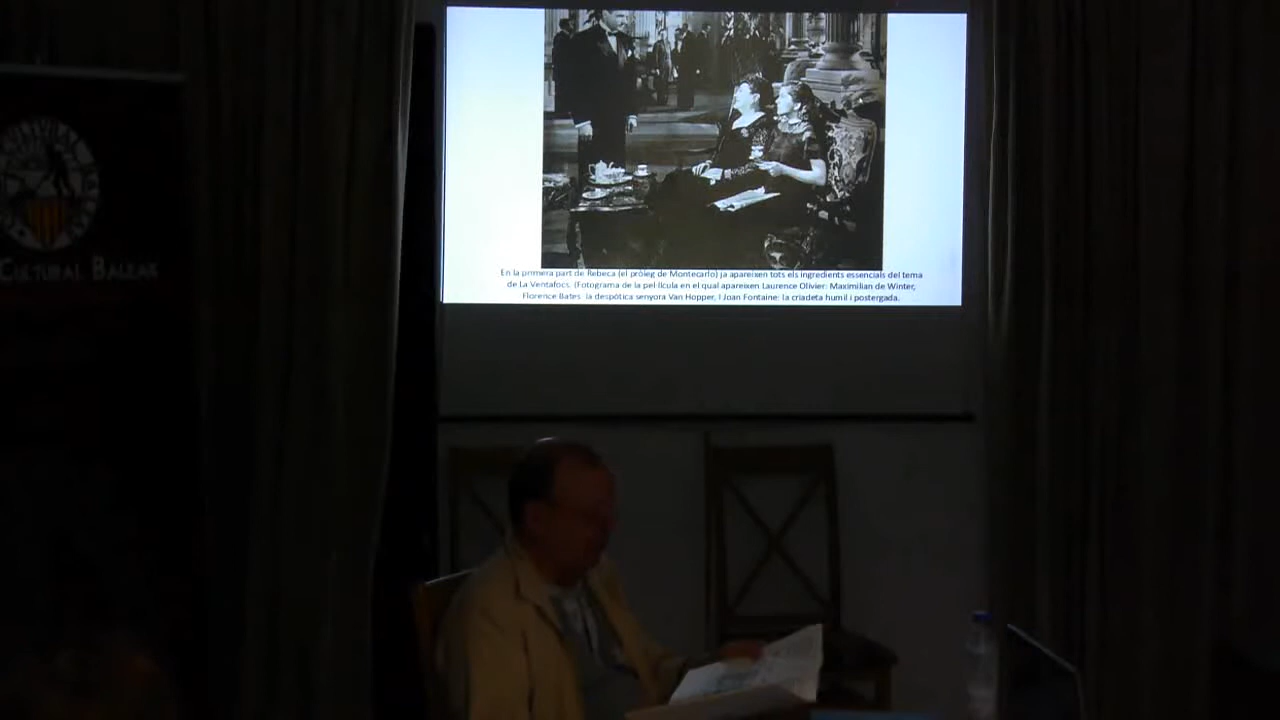 Cultural Balear
En la primera part de Rebeca (el pròleg de Montecarlo) ja apareixen tots els ingredients essencials del tema
de La Ventafocs. (Fotograma de la pel·lícula en el qual apareixen Laurence Olivier: Maximilian de Winter,
Florence Bates: la despòtica senyora Van Hopper, I Joan Fontaine: la criadeta humil i postergada.